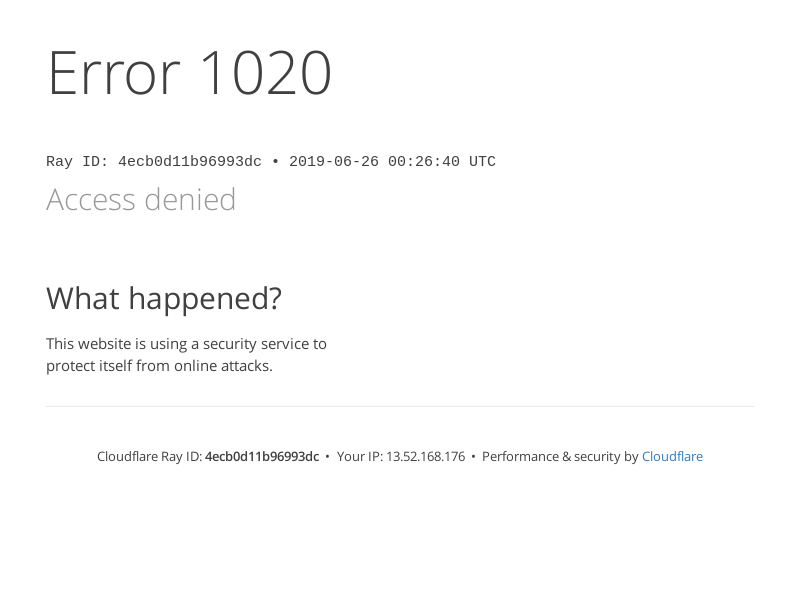 Error 1020
Ray ID: 4ecb0d11b96993dc • 2019-06-26 00:26:40 UTC
Access denied
What happened?
This website is using a security service to
protect itself from online attacks.
Cloudflare Ray ID: 4ecb0d11b96993dc • Your IP: 13.52.168.176 • Performance & security by Cloudflare